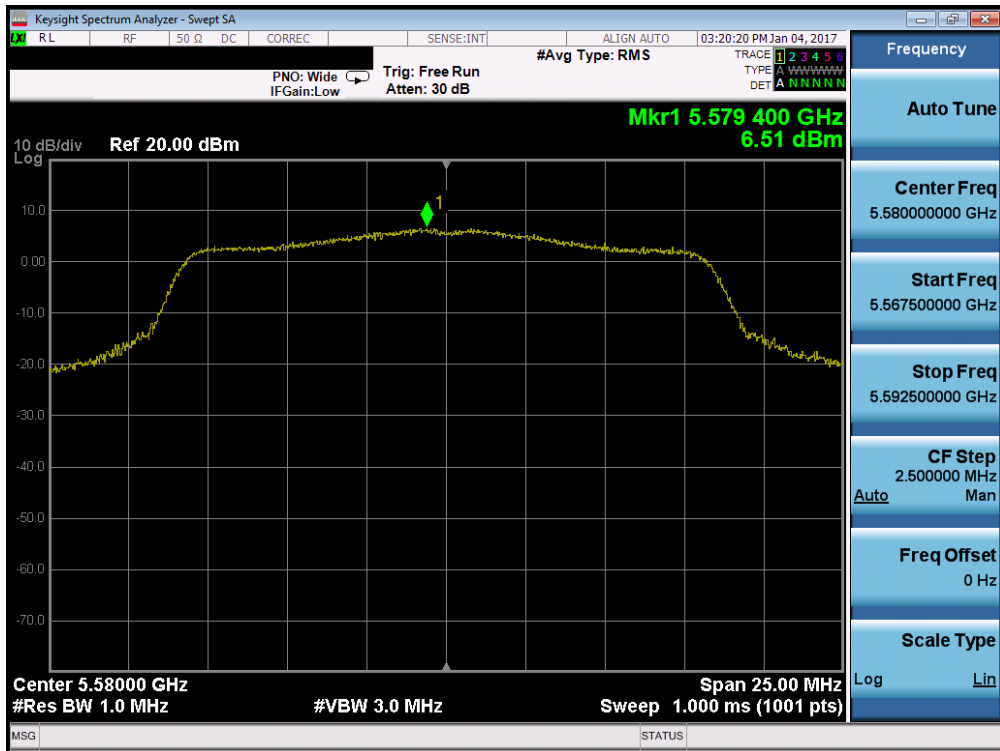 Keysight Spectrum Analyzer - Swept SA
LXI RL RF 50 Ω DC CORREC SENSE:INT ALIGN AUTO 03:20:20 PM Jan 04, 2017
#Avg Type: RMS
TRACE 1 2 3 4 5 6
TYPE A WWWWW
DET A N N N N N
PNO: Wide
IFGain:Low
Trig: Free Run
Atten: 30 dB
Mkr1 5.579 400 GHz
6.51 dBm
10 dB/div Ref 20.00 dBm
Log
1
10.0
0.00
-10.0
-20.0
-30.0
-40.0
-50.0
-60.0
-70.0
Center 5.58000 GHz Span 25.00 MHz
#Res BW 1.0 MHz #VBW 3.0 MHz Sweep 1.000 ms (1001 pts)
MSG STATUS
Frequency
Auto Tune
Center Freq
5.580000000 GHz
Start Freq
5.567500000 GHz
Stop Freq
5.592500000 GHz
CF Step
2.500000 MHz
Auto Man
Freq Offset
0 Hz
Scale Type
Log Lin